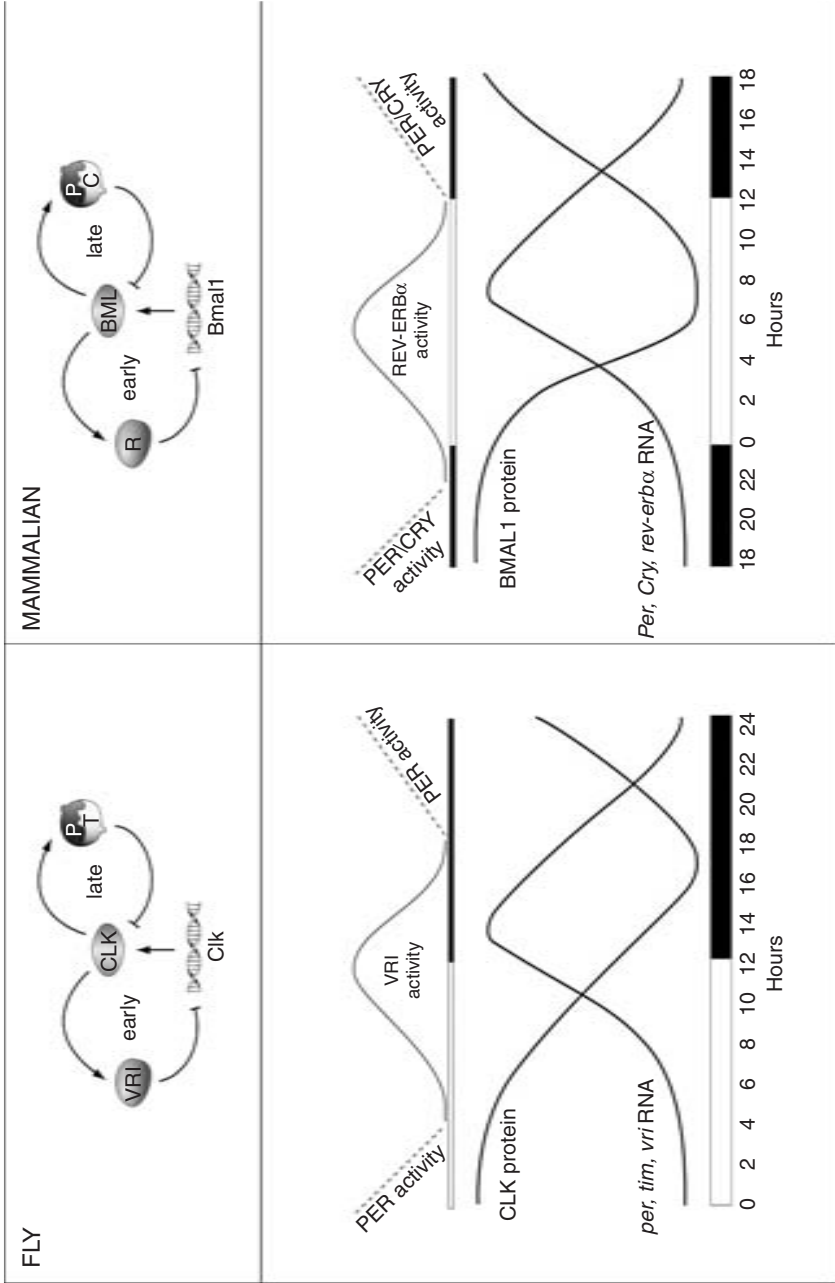 FLY
VRI
early
CLK
late
P
T
Clk
PER activity
VRI
activity
PER activity
CLK protein
per, tim, vri RNA
0 2 4 6 8 10 12 14 16 18 20 22 24
Hours
MAMMALIAN
R
early
BML
late
P
C
Bmal1
PER\CRY
activity
REV-ERBα
activity
PER/CRY
activity
BMAL1 protein
Per, Cry, rev-erbα RNA
18 20 22 0 2 4 6 8 10 12 14 16 18
Hours